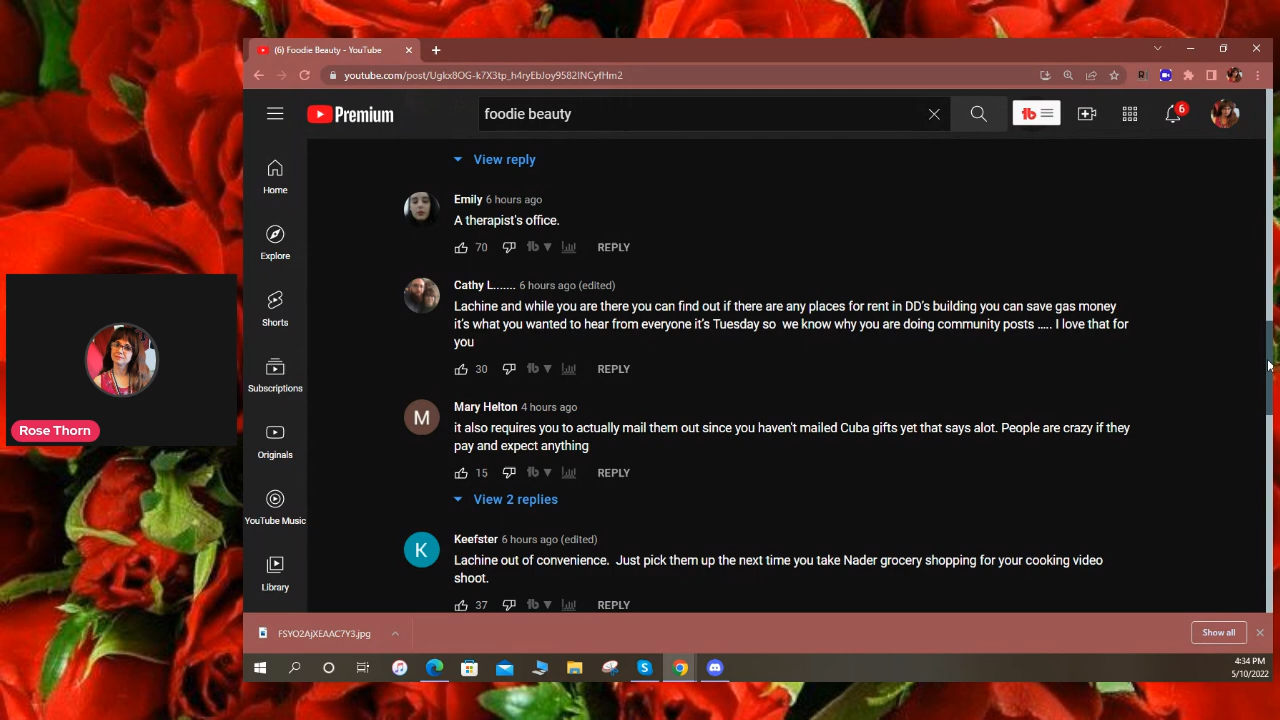 (6) Foodie Beauty - YouTube
youtube.com/post/Ugkx8OG-k7X3tp_h4ryEbJoy9582INCyfHm2
Premium
foodie beauty
6
View reply
Home
Emily 6 hours ago
A therapist's office.
Explore
70 REPLY
Cathy L....... 6 hours ago (edited)
Lachine and while you are there you can find out if there are any places for rent in DD's building you can save gas money
Shorts
it's what you wanted to hear from everyone it's Tuesday so we know why you are doing community posts ..... I love that for
you
30 REPLY
Subscriptions
Mary Helton 4 hours ago
M
it also requires you to actually mail them out since you haven't mailed Cuba gifts yet that says alot. People are crazy if they
Rose Thorn
pay and expect anything
Originals
15 REPLY
View 2 replies
YouTube Music
Keefster 6 hours ago (edited)
K
Lachine out of convenience. Just pick them up the next time you take Nader grocery shopping for your cooking video
shoot.
Library
37 REPLY
FSYO2AjXEAAC7Y3.jpg
Show all
4:34 PM
5/10/2022